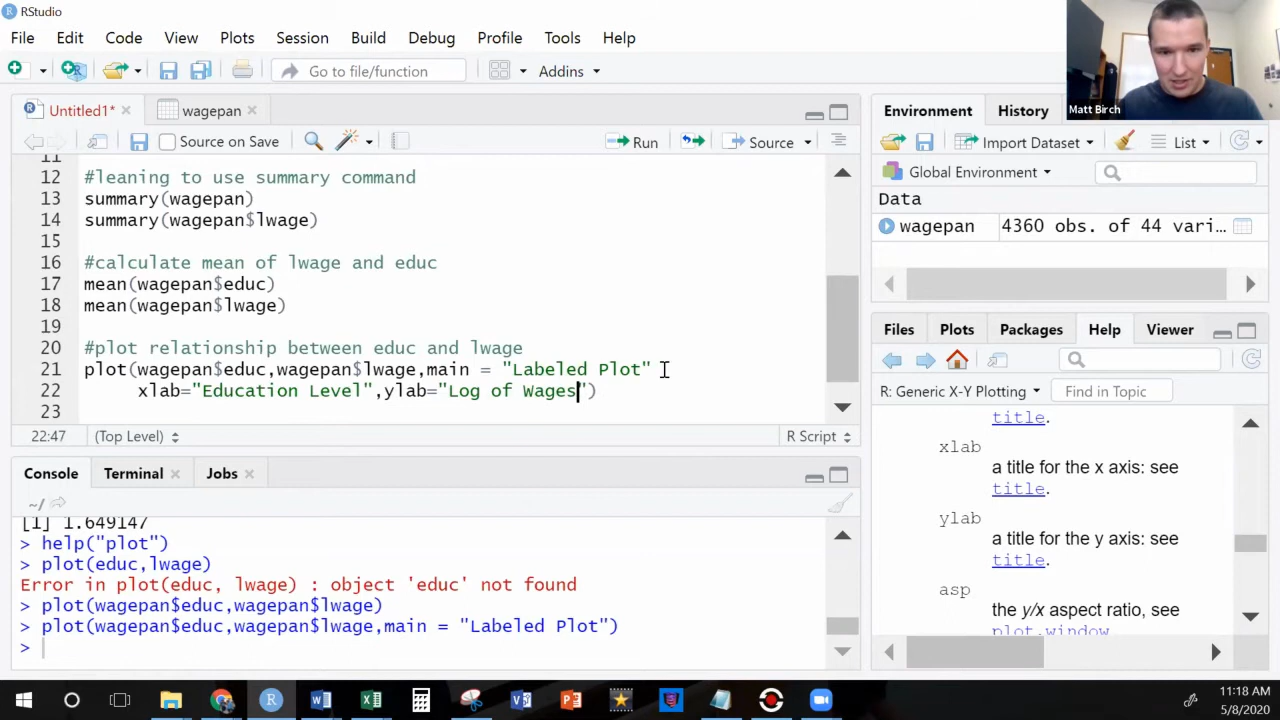 RStudio
File Edit Code View Plots Session Build Debug Profile Tools Help
Go to file/function Addins
Matt Birch
Untitled1* wagepan
Source on Save Run Source
11
12 #leaning to use summary command
13 summary(wagepan)
14 summary(wagepan$lwage)
15
16 #calculate mean of lwage and educ
17 mean(wagepan$educ)
18 mean(wagepan$lwage)
19
20 #plot relationship between educ and lwage
21 plot(wagepan$educ,wagepan$lwage,main = "Labeled Plot"
22 xlab="Education Level",ylab="Log of Wages")
23
22:47 (Top Level) R Script
Console Terminal Jobs
~/
[1] 1.649147
> help("plot")
> plot(educ,lwage)
Error in plot(educ, lwage) : object 'educ' not found
> plot(wagepan$educ,wagepan$lwage)
> plot(wagepan$educ,wagepan$lwage,main = "Labeled Plot")
>
Environment History
Import Dataset List
Global Environment
Data
wagepan 4360 obs. of 44 vari…
Files Plots Packages Help Viewer
R: Generic X-Y Plotting Find in Topic
title.
xlab
a title for the x axis: see
title.
ylab
a title for the y axis: see
title.
asp
the y/x aspect ratio, see
plot.window.
11:18 AM
5/8/2020